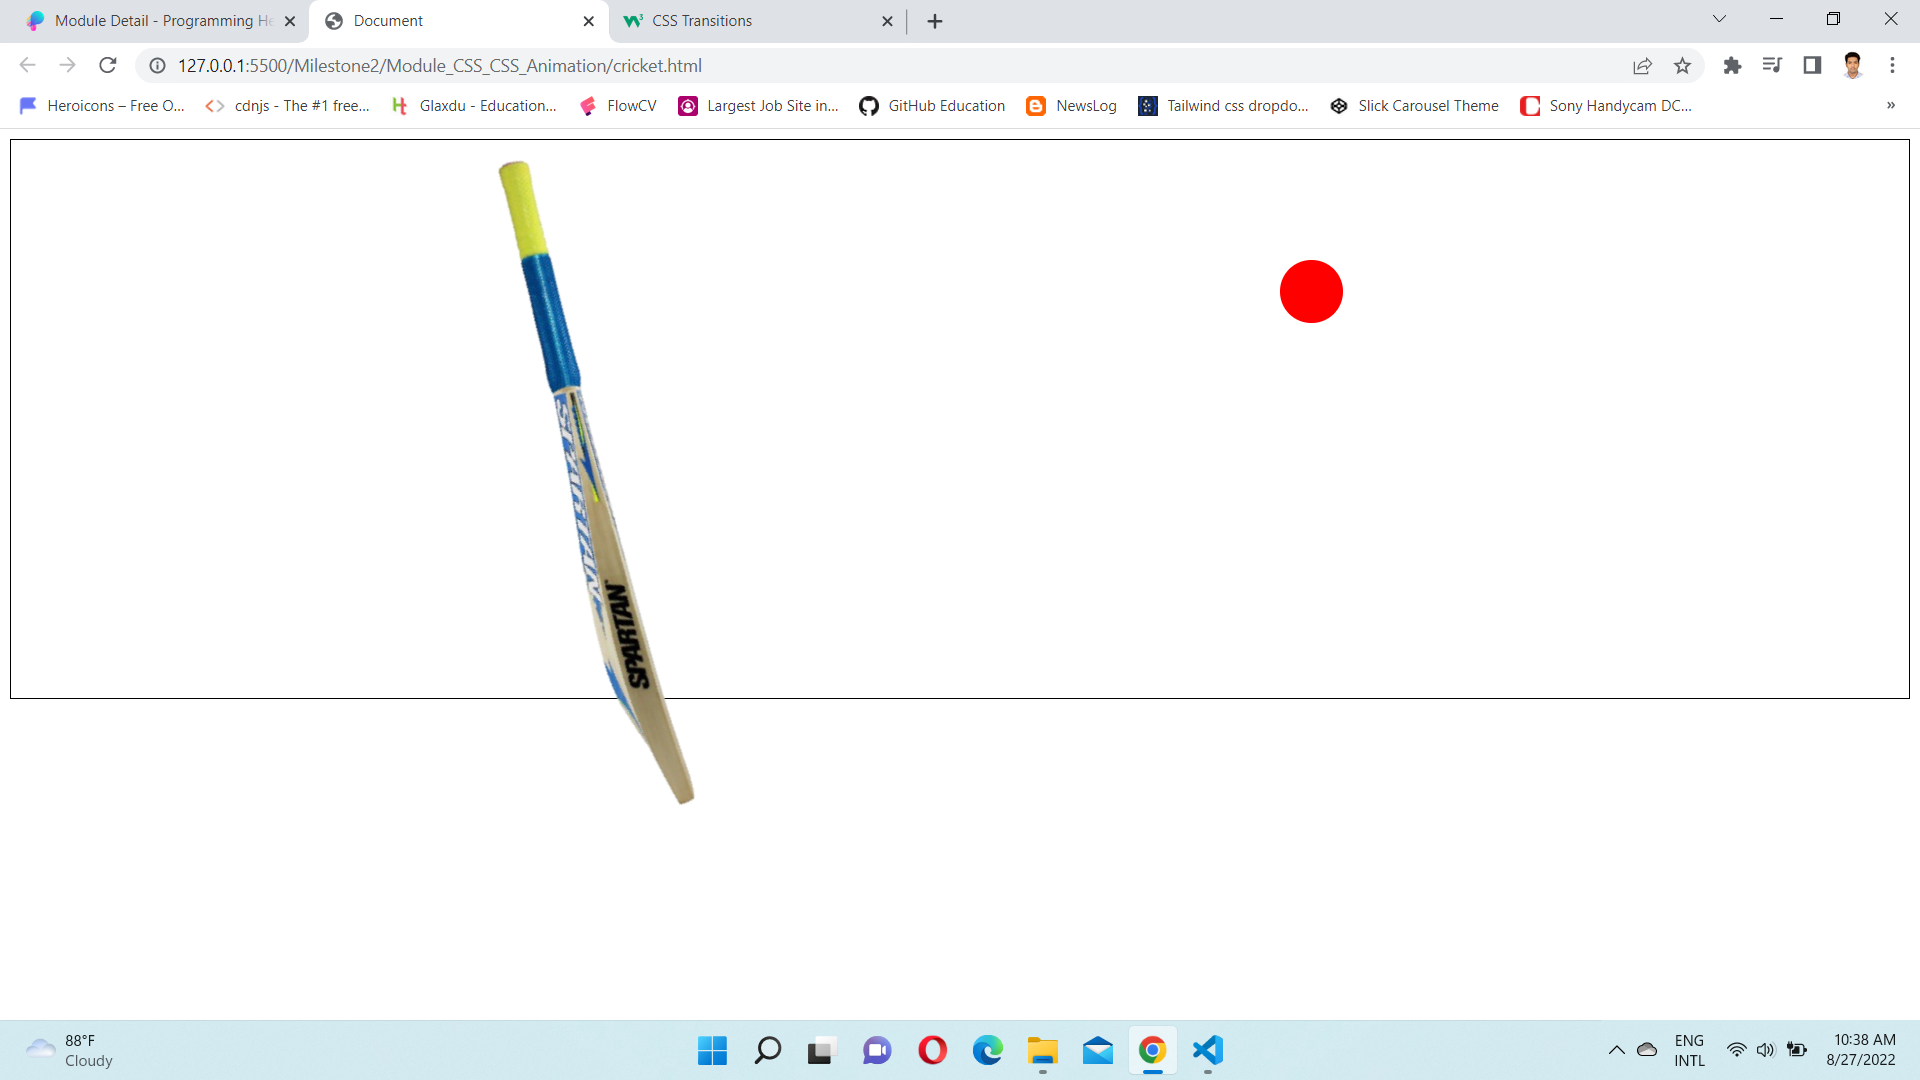 Module Detail - Programming He
Document
CSS Transitions
127.0.0.1:5500/Milestone2/Module_CSS_CSS_Animation/cricket.html
Heroicons – Free O...
cdnjs - The #1 free...
Glaxdu - Education...
FlowCV
Largest Job Site in...
GitHub Education
NewsLog
Tailwind css dropdo...
Slick Carousel Theme
Sony Handycam DC...
»
SPARTAN
SPARTAN
88°F
Cloudy
ENG
INTL
10:38 AM
8/27/2022